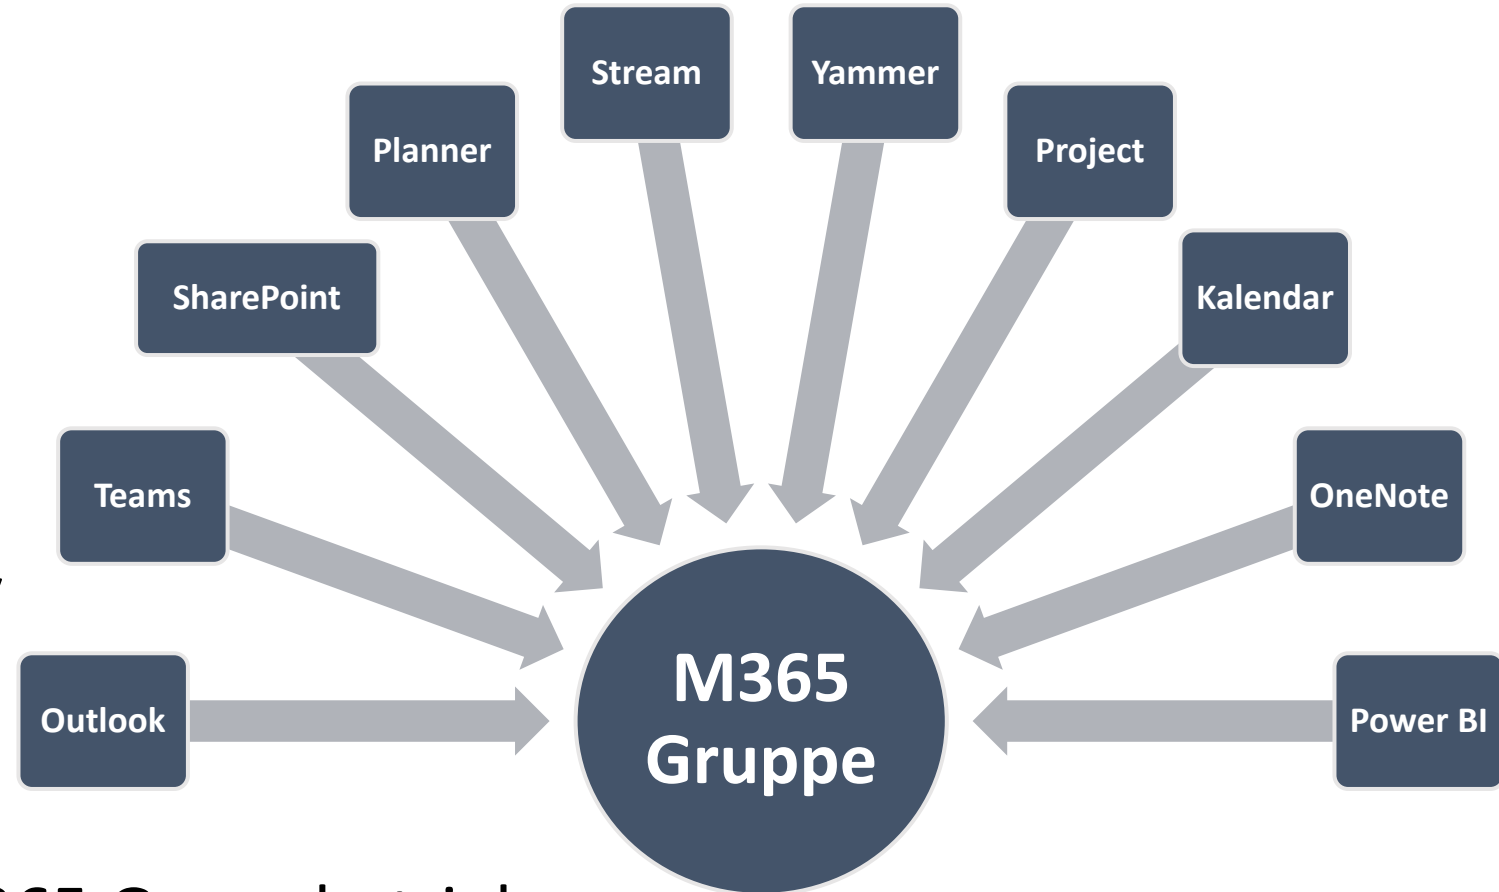 Stream
Yammer
Planner
Project
SharePoint
Kalendar
Teams
OneNote
M365
Gruppe
Outlook
Power BI